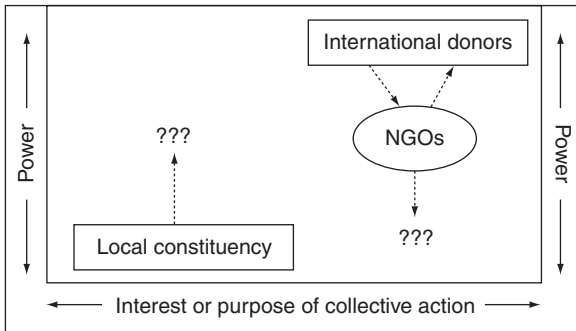 International donors
NGOs
???
???
Local constituency
Power
Power
Interest or purpose of collective action